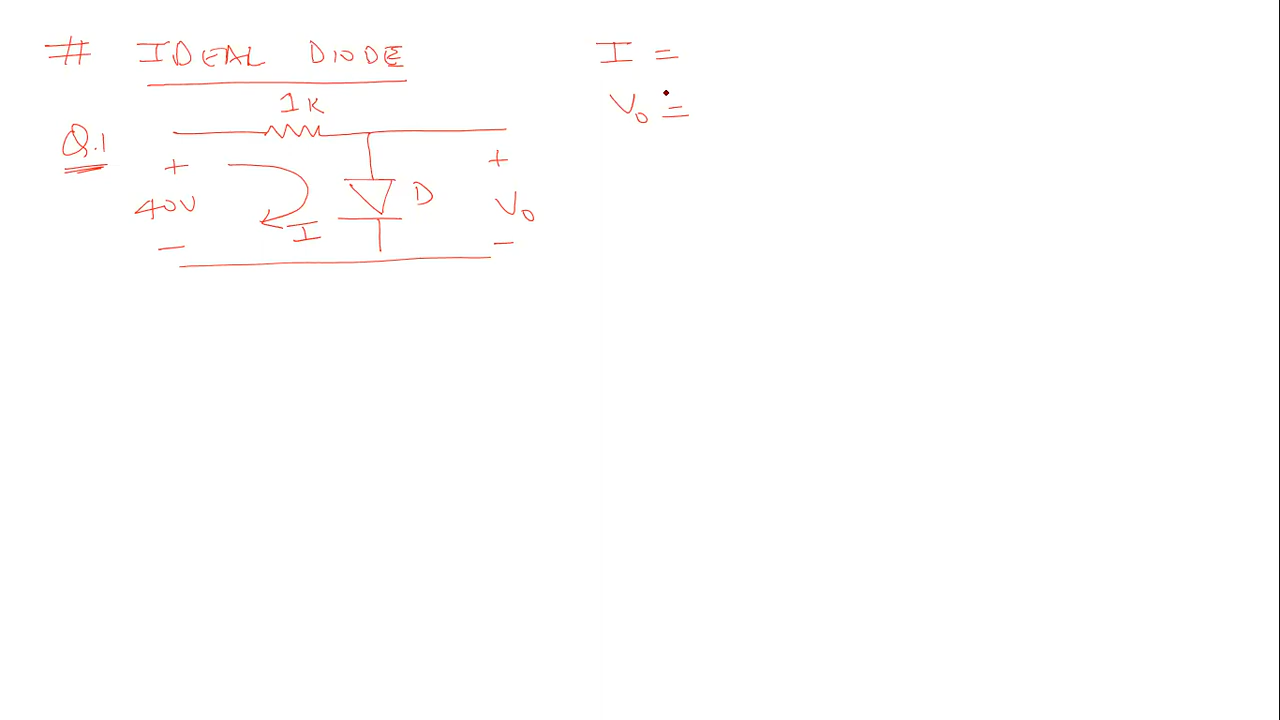 # IDEAL DIODE
I =
V₀ =
Q.1
1K
+ 40V -
I
D
+ V₀ -